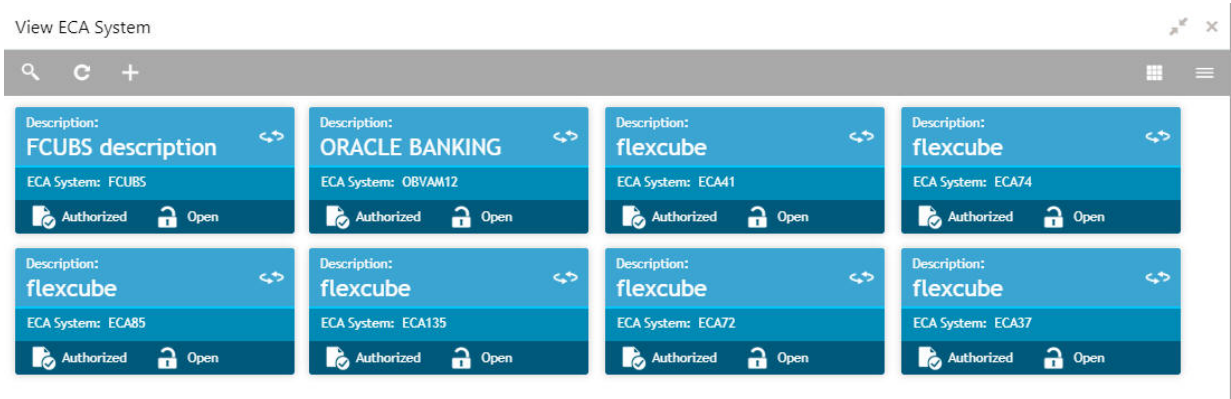 View ECA System
Description:
FCUBS description
ECA System: FCUBS
Authorized Open
Description:
ORACLE BANKING
ECA System: OBVAM12
Authorized Open
Description:
flexcube
ECA System: ECA41
Authorized Open
Description:
flexcube
ECA System: ECA74
Authorized Open
Description:
flexcube
ECA System: ECA85
Authorized Open
Description:
flexcube
ECA System: ECA135
Authorized Open
Description:
flexcube
ECA System: ECA72
Authorized Open
Description:
flexcube
ECA System: ECA37
Authorized Open